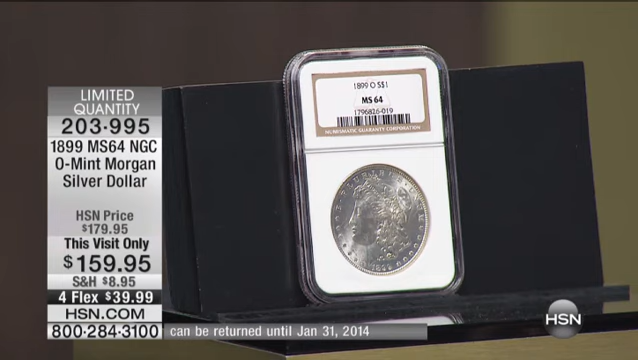 LIMITED
QUANTITY
203-995
1899 MS64 NGC
O-Mint Morgan
Silver Dollar
HSN Price
$179.95
This Visit Only
$159.95
S&H $8.95
4 Flex $39.99
HSN.COM
800-284-3100
can be returned until Jan 31, 2014
1899 O S$1
MS 64
1796826-019
NUMISMATIC GUARANTY CORPORATION
1899
HSN